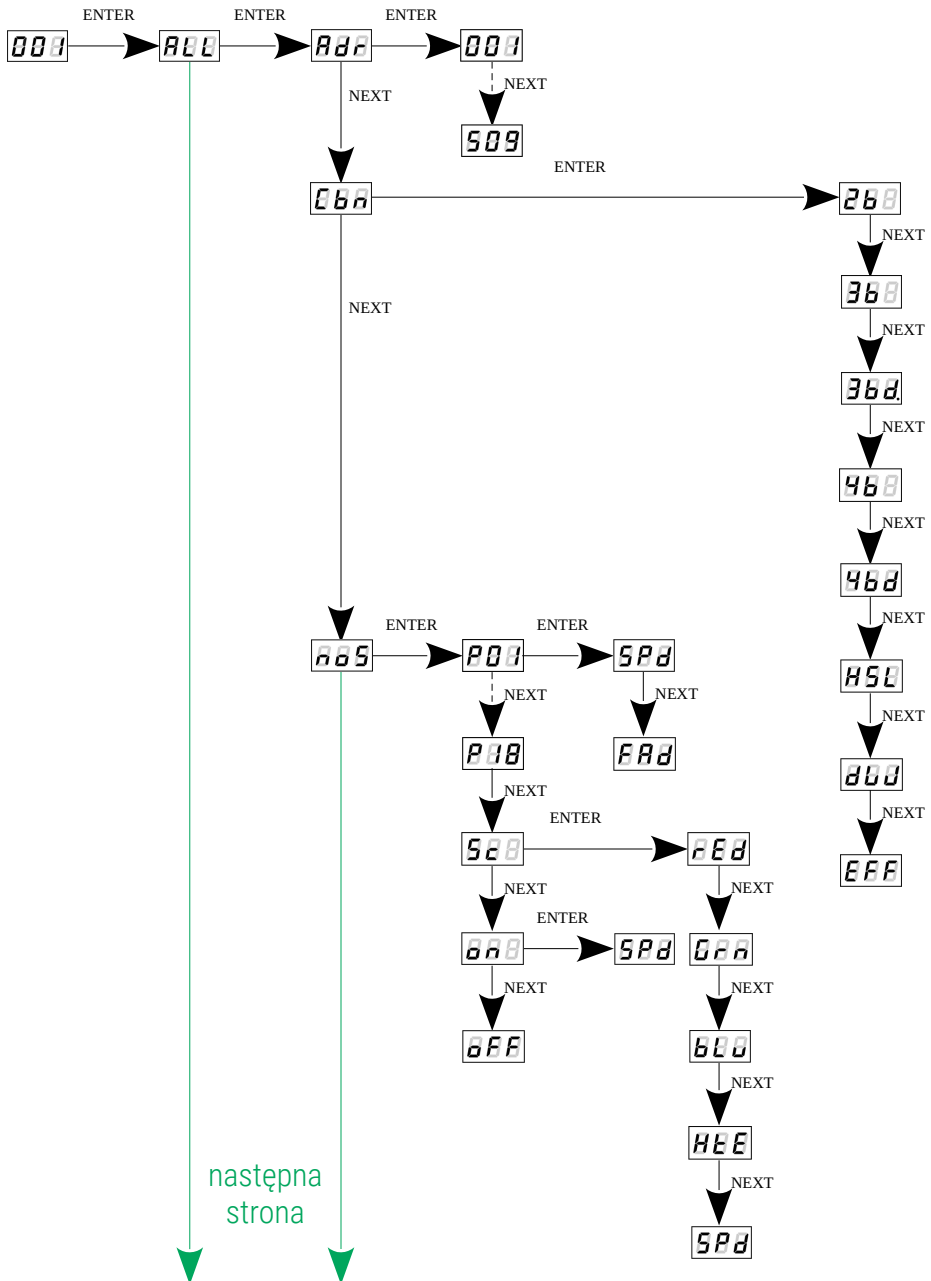 ENTER ENTER ENTER
001 ALL Adr 001
NEXT NEXT
509
ENTER
Cbn 2b
NEXT
3b
NEXT NEXT
3bd.
NEXT
4b
NEXT
4bd
ENTER ENTER NEXT
noS P01 SPd HSL
NEXT NEXT NEXT
P18 FAd
NEXT NEXT
ENTER
Sc rEd EFF
NEXT NEXT
ENTER
on SPd Grn
NEXT NEXT
oFF bLu
NEXT
HtE
następna NEXT
strona
SPd